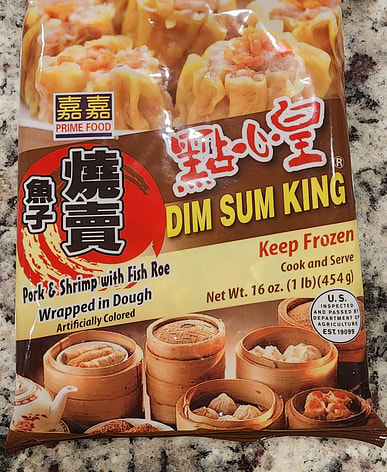 嘉嘉
PRIME FOOD
點心皇
®
魚子
燒賣
DIM SUM KING
Keep Frozen
Cook and Serve
Pork & Shrimp with Fish Roe
Wrapped in Dough
Artificially Colored
Net Wt. 16 oz. (1 lb)(454g)
U.S.
INSPECTED
AND PASSED BY
DEPARTMENT OF
AGRICULTURE
EST.19099